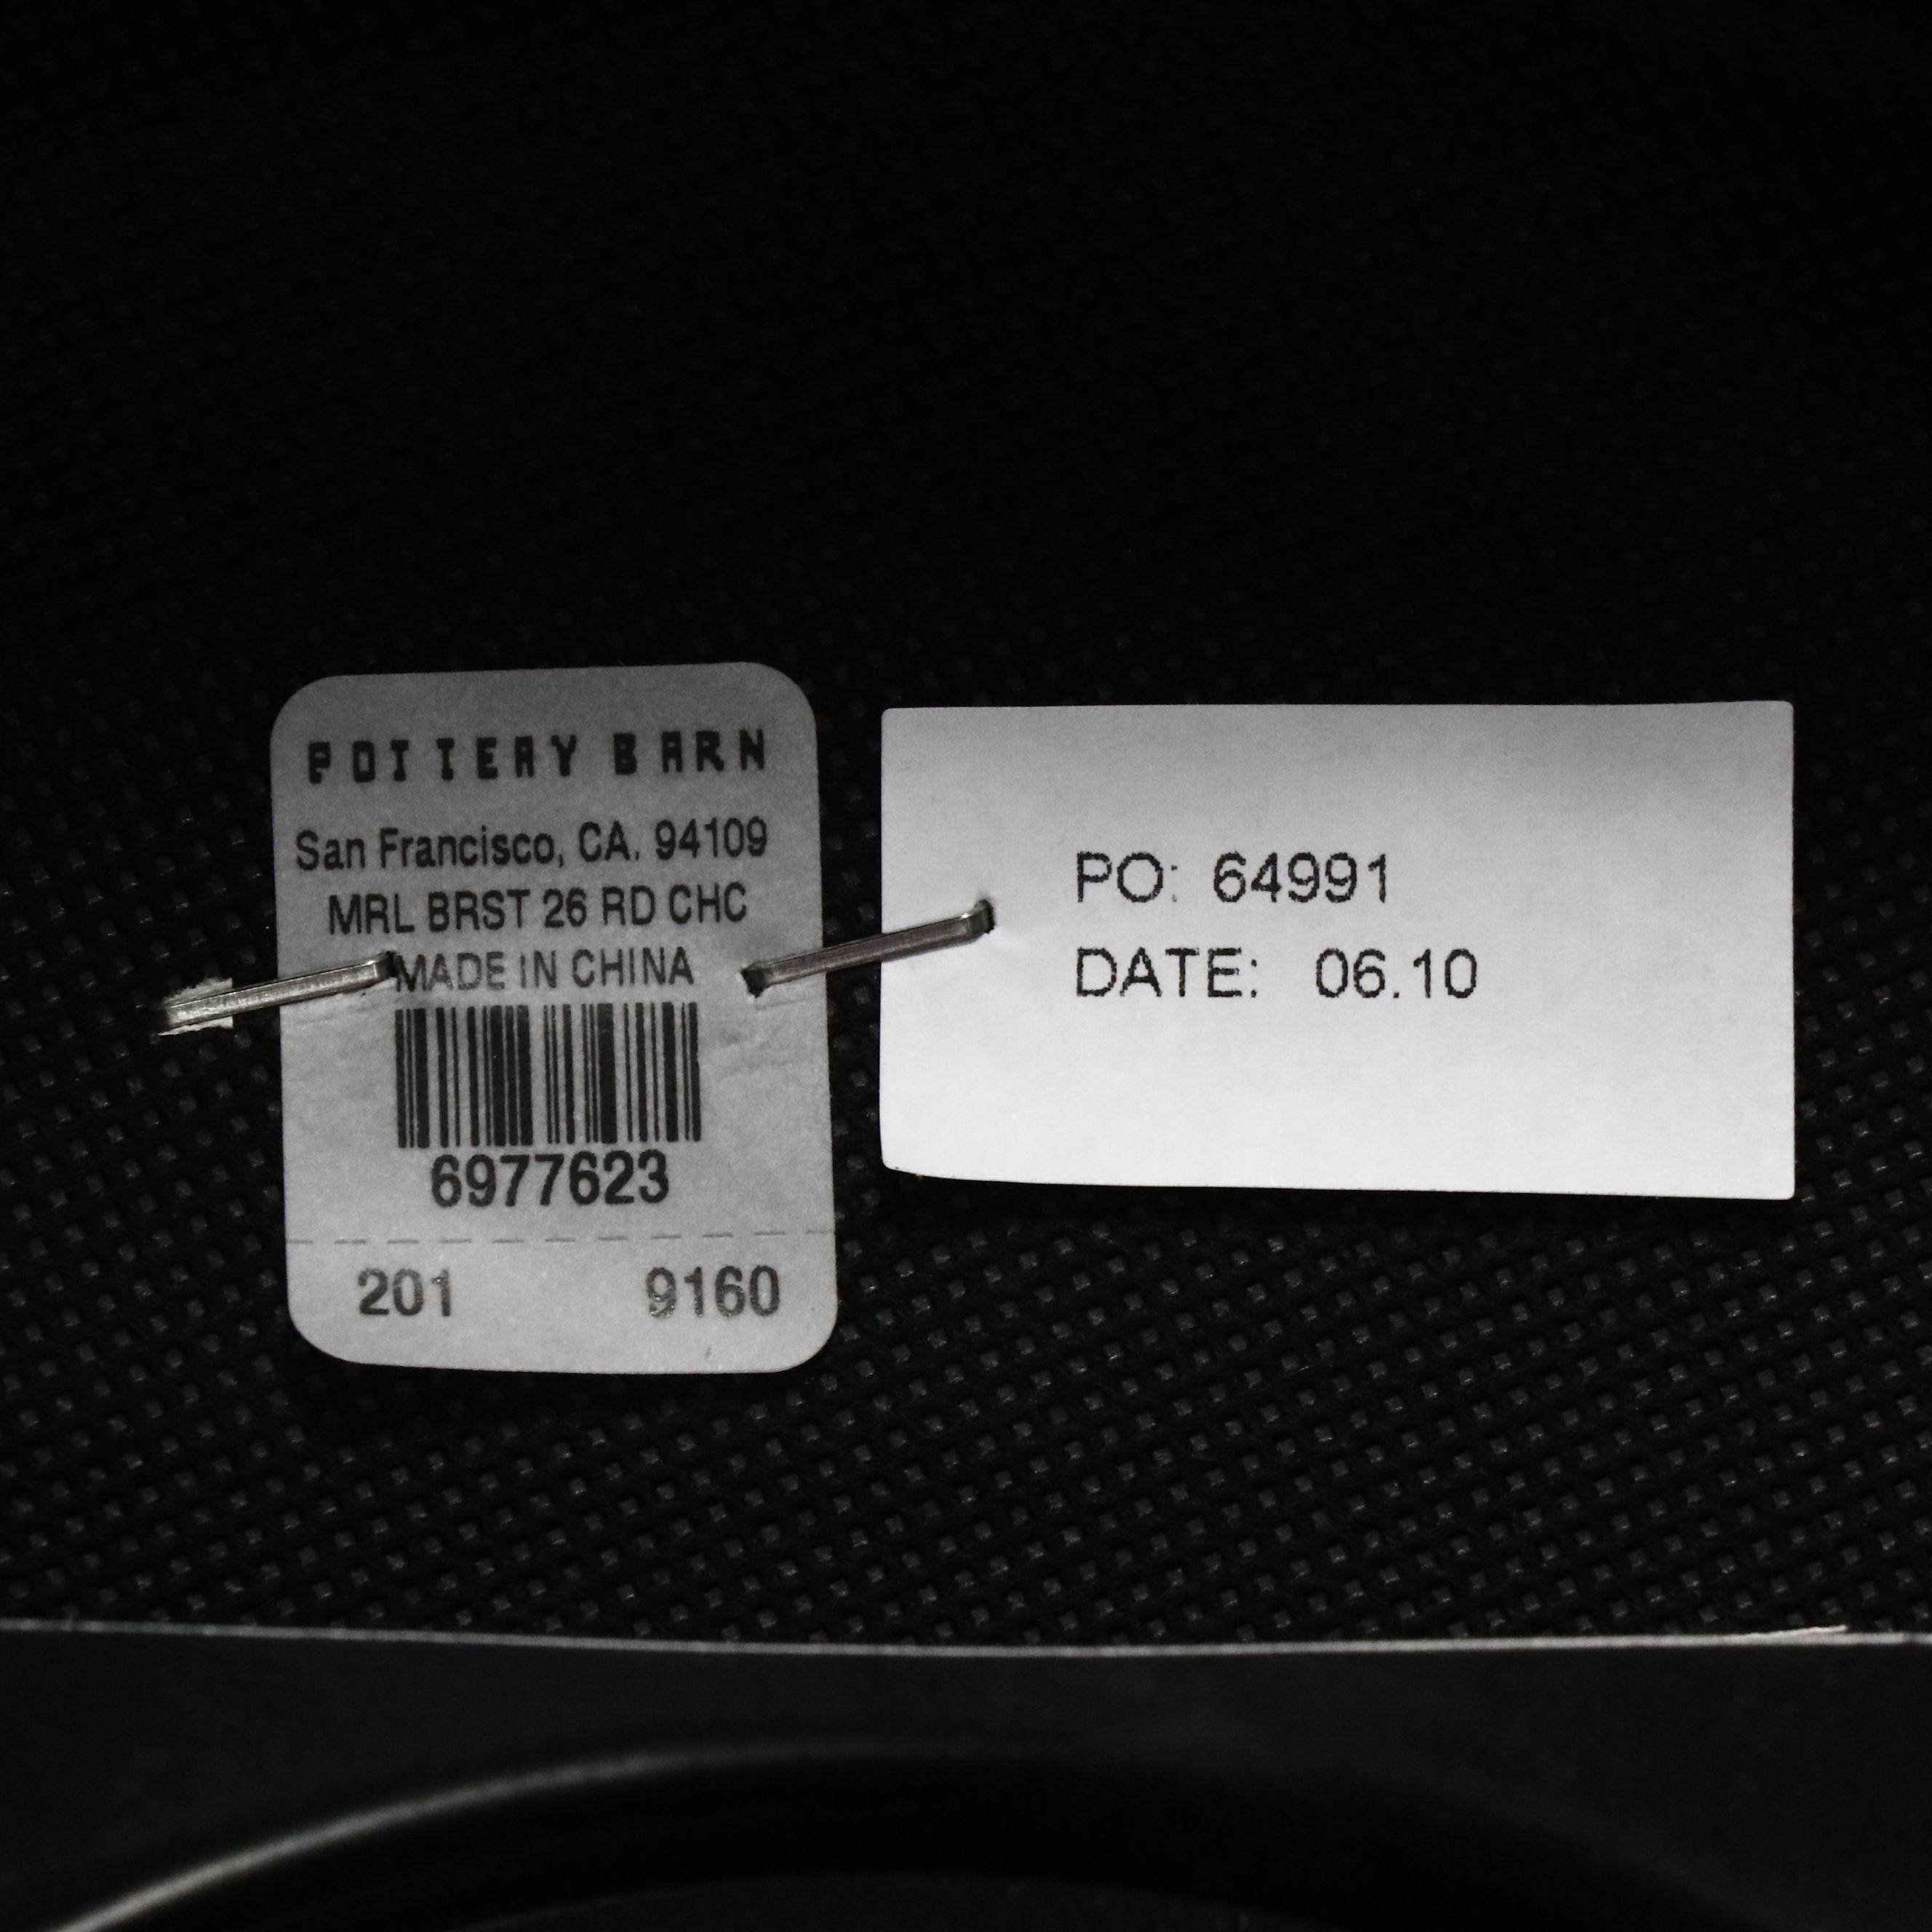 POTTERY BARN
San Francisco, CA. 94109
MRL BRST 26 RD CHC
MADE IN CHINA
6977623
201 9160
PO: 64991
DATE: 06.10